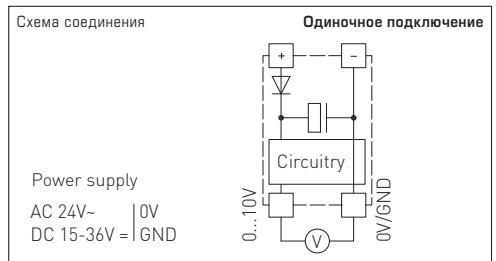 Схема соединения
Одиночное подключение
+ −
Circuitry
Power supply
AC 24V~ 0V
DC 15-36V = GND
0...10V
0V/GND
V